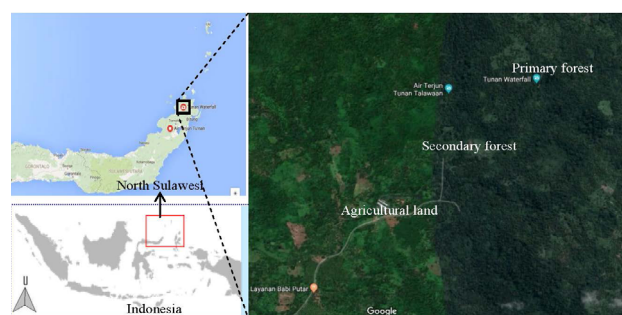 North Sulawesi
U
Indonesia
Primary forest
Tunan Waterfall
Air Terjun
Tunan Talawaan
Secondary forest
Agricultural land
Layanan Babi Putar
Google